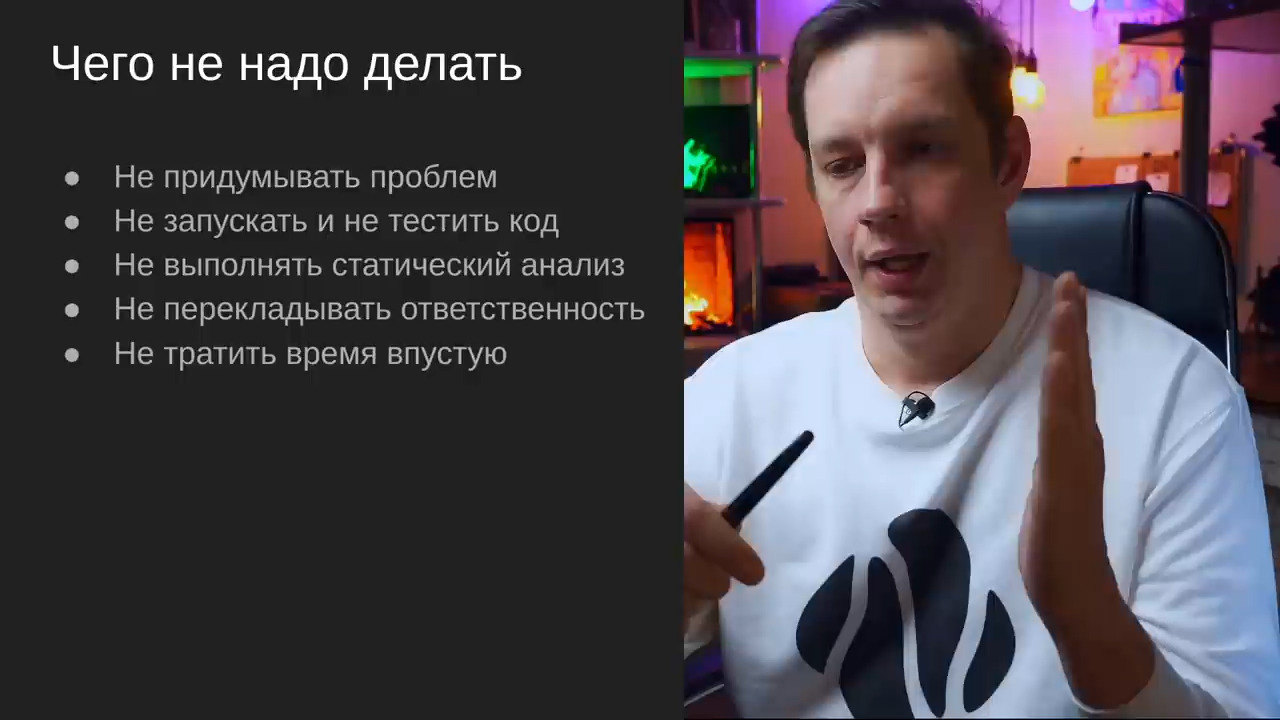 Чего не надо делать
● Не придумывать проблем
● Не запускать и не тестить код
● Не выполнять статический анализ
● Не перекладывать ответственность
● Не тратить время впустую